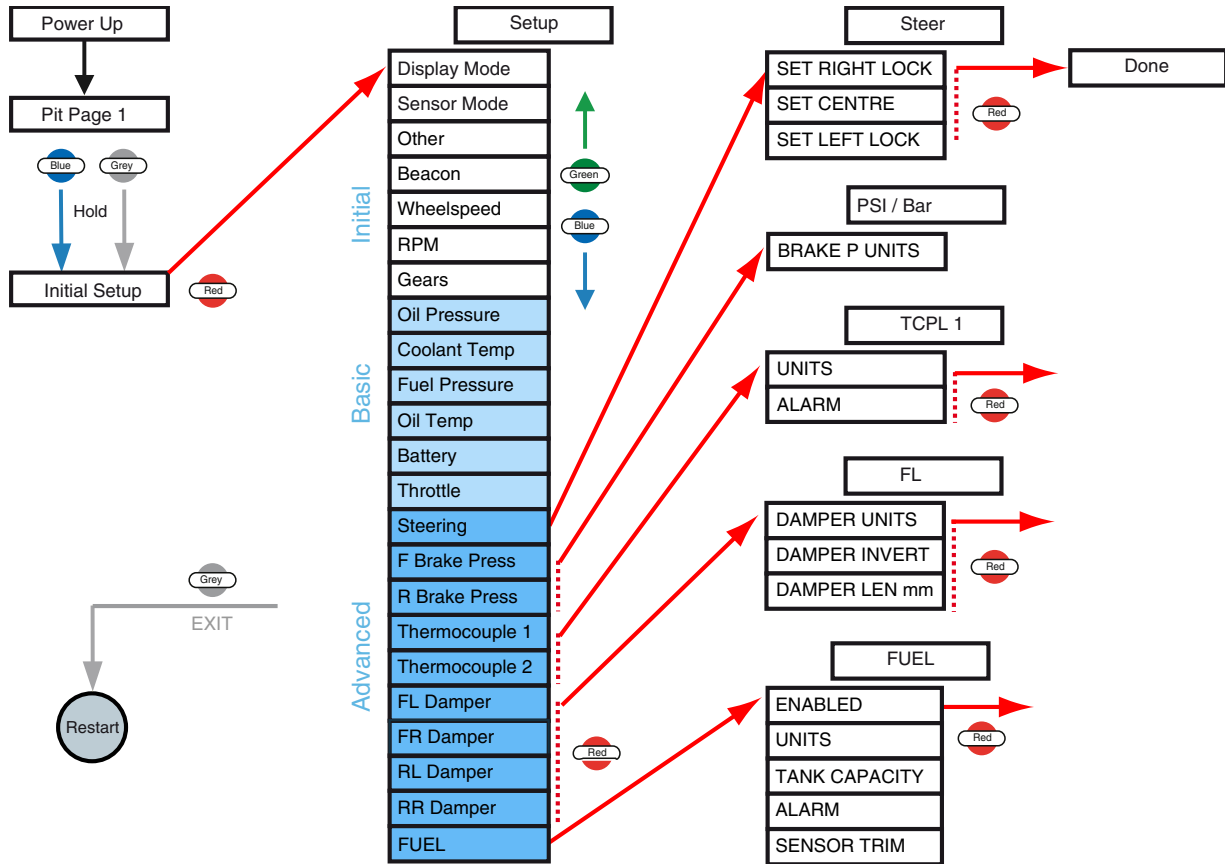 Power Up
Pit Page 1
Blue
Grey
Hold
Initial Setup
Red
Grey
EXIT
Restart
Setup
Initial
Basic
Advanced
Display Mode
Sensor Mode
Other
Beacon
Wheelspeed
RPM
Gears
Oil Pressure
Coolant Temp
Fuel Pressure
Oil Temp
Battery
Throttle
Steering
F Brake Press
R Brake Press
Thermocouple 1
Thermocouple 2
FL Damper
FR Damper
RL Damper
RR Damper
FUEL
Green
Blue
Red
Steer
SET RIGHT LOCK
SET CENTRE
SET LEFT LOCK
Red
Done
PSI / Bar
BRAKE P UNITS
TCPL 1
UNITS
ALARM
Red
FL
DAMPER UNITS
DAMPER INVERT
DAMPER LEN mm
Red
FUEL
ENABLED
UNITS
TANK CAPACITY
ALARM
SENSOR TRIM
Red